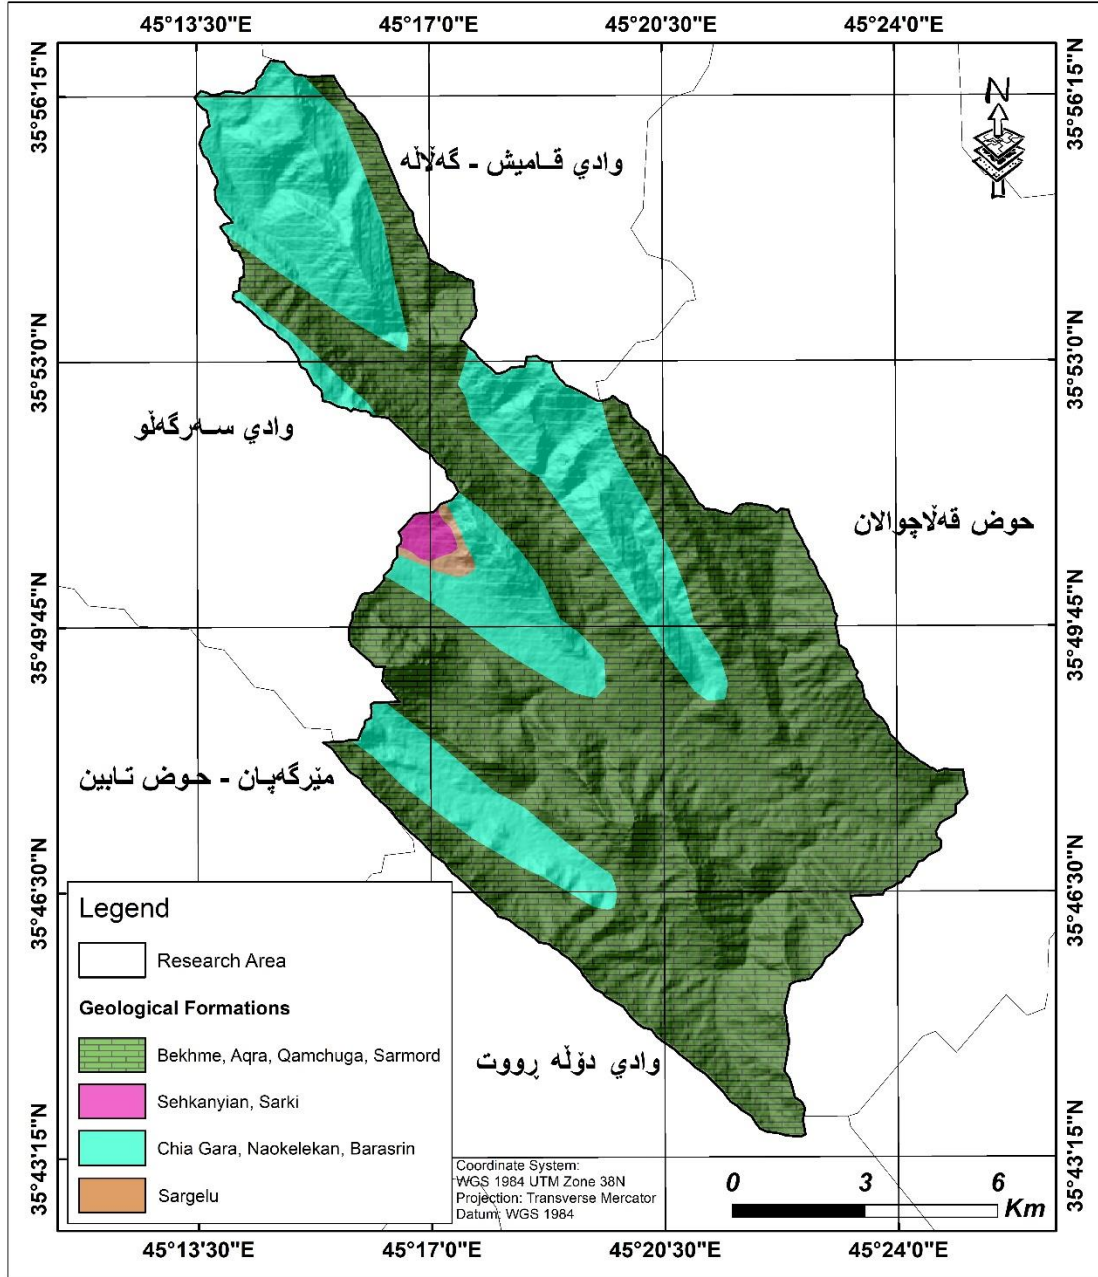 45°13'30"E 45°17'0"E 45°20'30"E 45°24'0"E
35°56'15"N
35°56'15"N
N
وادي قاميش - گەڵاڵە
35°53'0"N
35°53'0"N
وادي سەرگەڵو
حوض قەڵاچوالان
35°49'45"N
35°49'45"N
مێرگەپان - حوض تابين
35°46'30"N
35°46'30"N
Legend
Research Area
Geological Formations
Bekhme, Aqra, Qamchuga, Sarmord
Sehkanyian, Sarki
Chia Gara, Naokelekan, Barasrin
Sargelu
وادي دۆڵە ڕووت
35°43'15"N
35°43'15"N
Coordinate System:
WGS 1984 UTM Zone 38N
Projection: Transverse Mercator
Datum: WGS 1984
0 3 6
Km
45°13'30"E 45°17'0"E 45°20'30"E 45°24'0"E